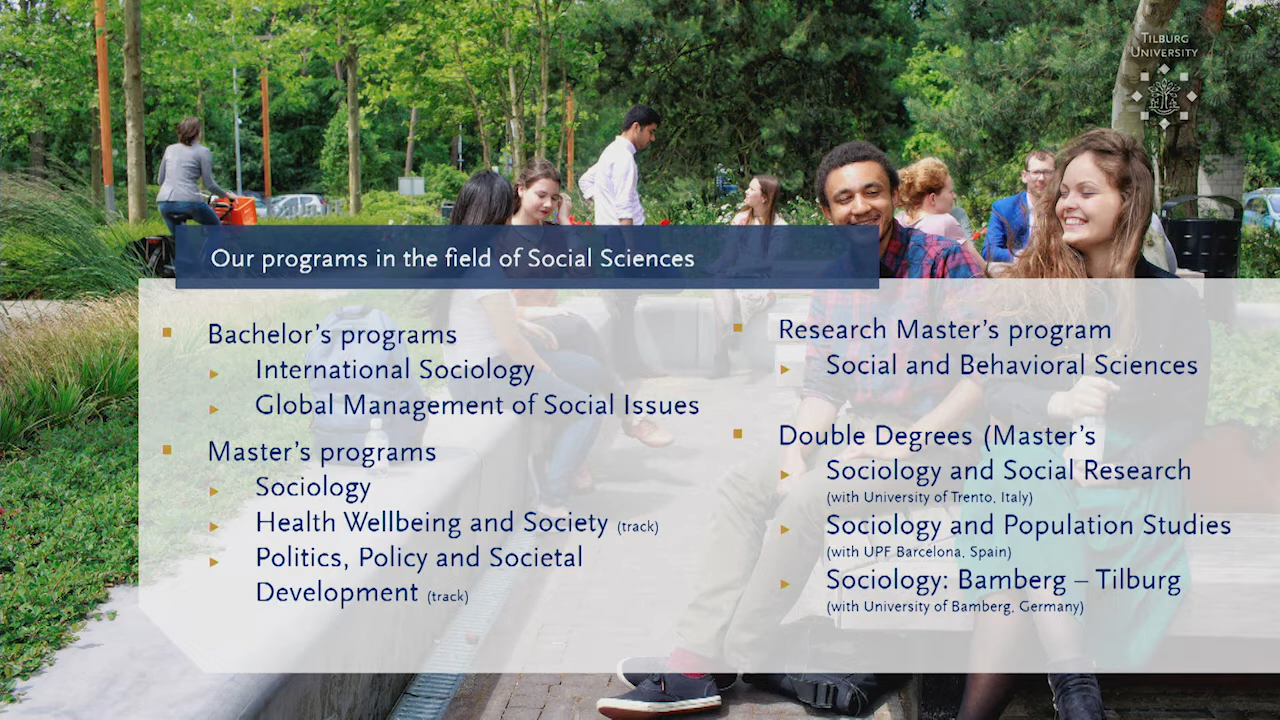 TILBURG
UNIVERSITY
Our programs in the field of Social Sciences
Bachelor's programs
International Sociology
Global Management of Social Issues
Master's programs
Sociology
Health Wellbeing and Society (track)
Politics, Policy and Societal
Development (track)
Research Master's program
Social and Behavioral Sciences
Double Degrees (Master's
Sociology and Social Research
(with University of Trento, Italy)
Sociology and Population Studies
(with UPF Barcelona, Spain)
Sociology: Bamberg – Tilburg
(with University of Bamberg, Germany)